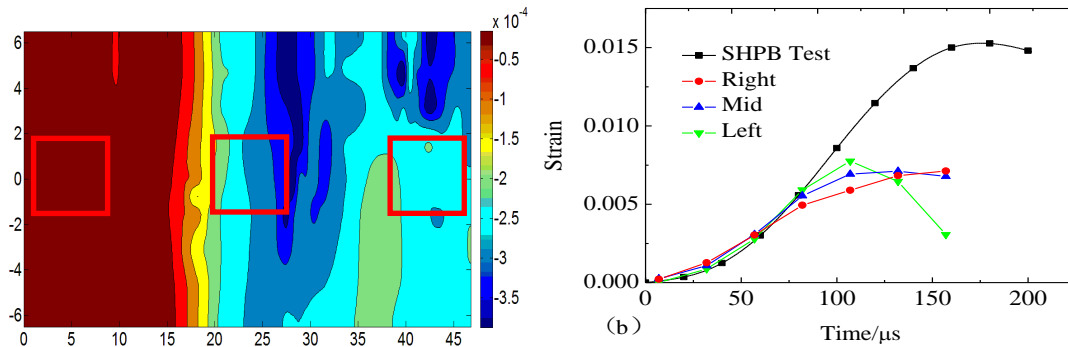 x 10⁻⁴
6
4
2
0
-2
-4
-6
0 5 10 15 20 25 30 35 40 45
-0.5
-1
-1.5
-2
-2.5
-3
-3.5
0.015
0.010
0.005
0.000
Strain
SHPB Test
Right
Mid
Left
0 50 100 150 200
(b)
Time/μs